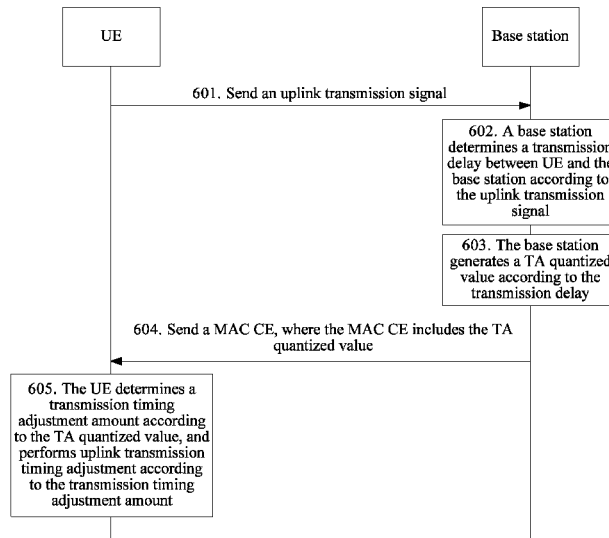 UE
Base station
601. Send an uplink transmission signal
602. A base station
determines a transmission
delay between UE and the
base station according to
the uplink transmission
signal
603. The base station
generates a TA quantized
value according to the
transmission delay
604. Send a MAC CE, where the MAC CE includes the TA
quantized value
605. The UE determines a
transmission timing
adjustment amount according
to the TA quantized value, and
performs uplink transmission
timing adjustment according
to the transmission timing
adjustment amount